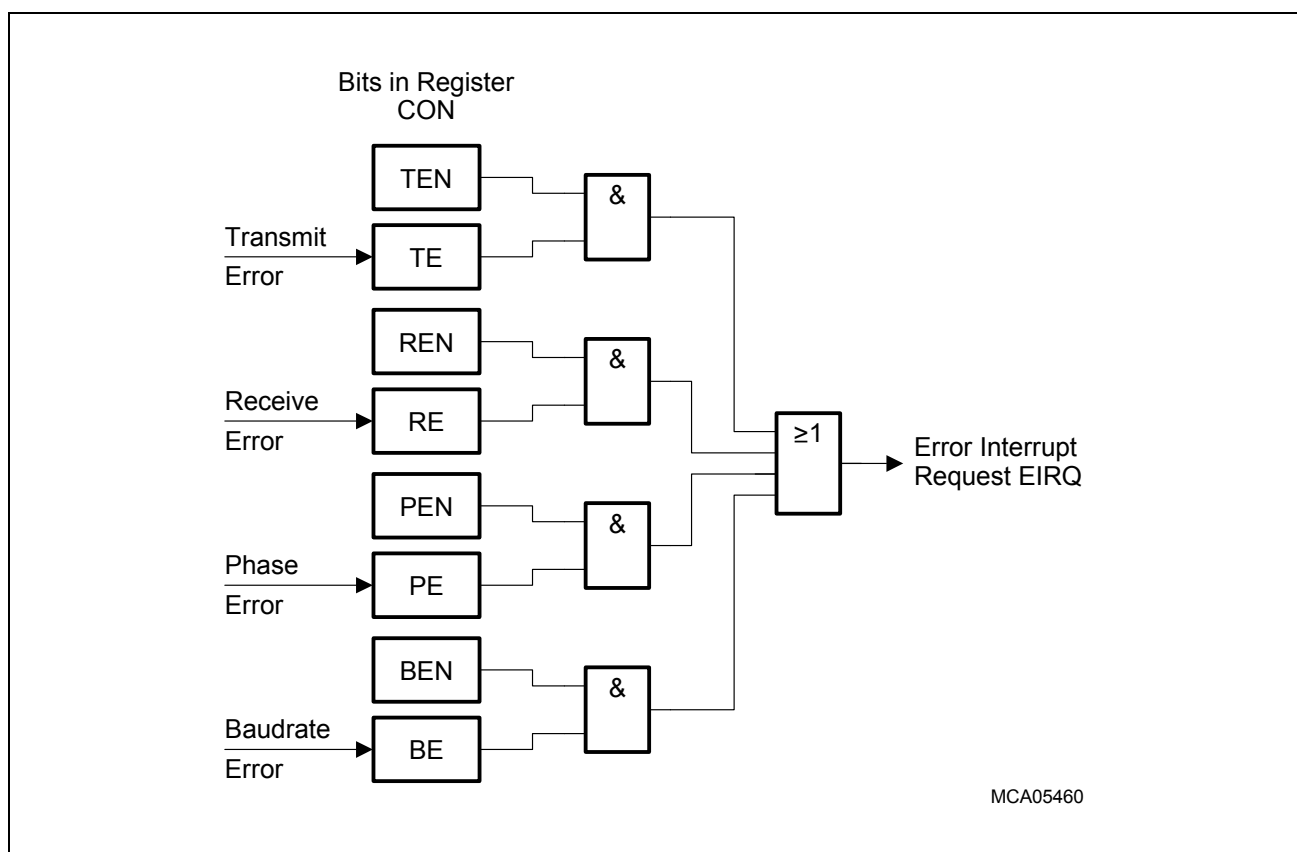 Bits in Register
CON
TEN
&
Transmit
Error
TE
REN
&
Receive
Error
RE
≥1
Error Interrupt
Request EIRQ
PEN
&
Phase
Error
PE
BEN
&
Baudrate
Error
BE
MCA05460